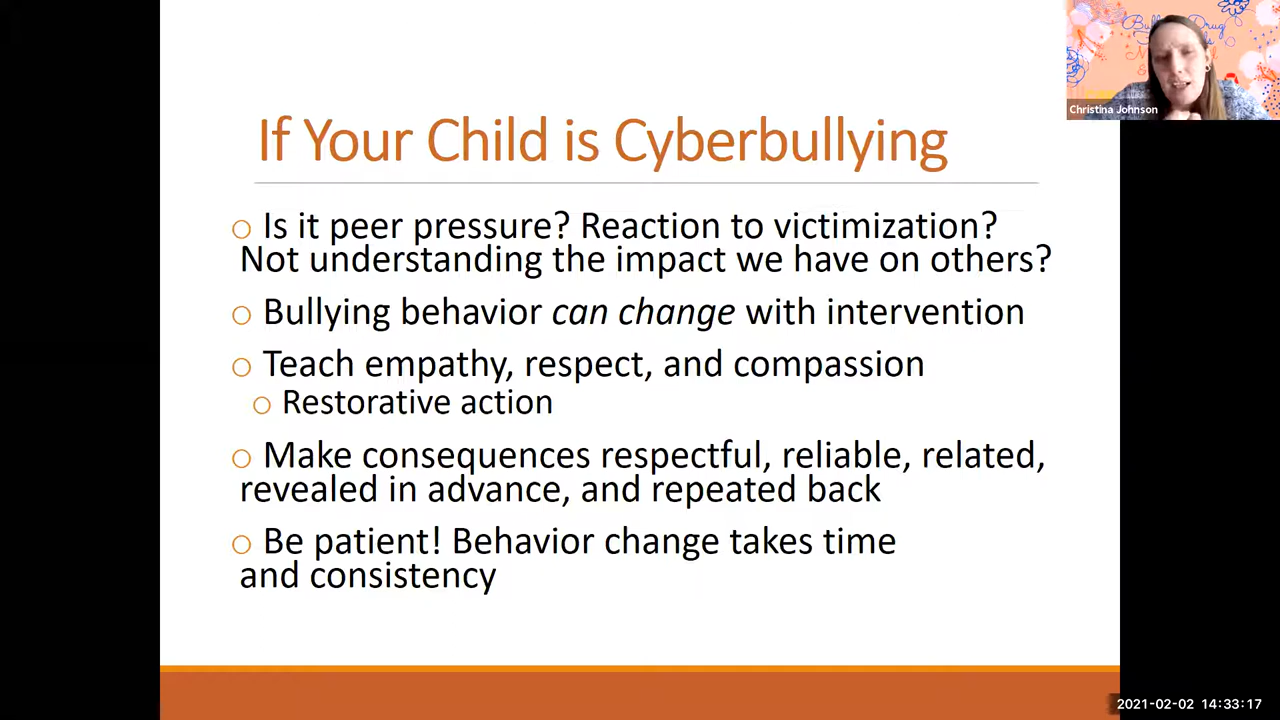 If Your Child is Cyberbullying
Is it peer pressure? Reaction to victimization?
Not understanding the impact we have on others?
Bullying behavior can change with intervention
Teach empathy, respect, and compassion
Restorative action
Make consequences respectful, reliable, related,
revealed in advance, and repeated back
Be patient! Behavior change takes time
and consistency
Christina Johnson
2021-02-02 14:33:17